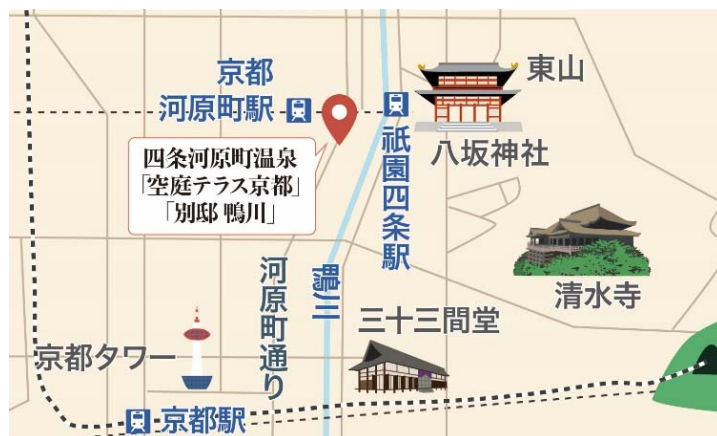 京都
河原町駅
東山
八坂神社
四条河原町温泉
「空庭テラス京都」
「別邸 鴨川」
祇園四条駅
清水寺
河原町通り
鴨川
三十三間堂
京都タワー
京都駅